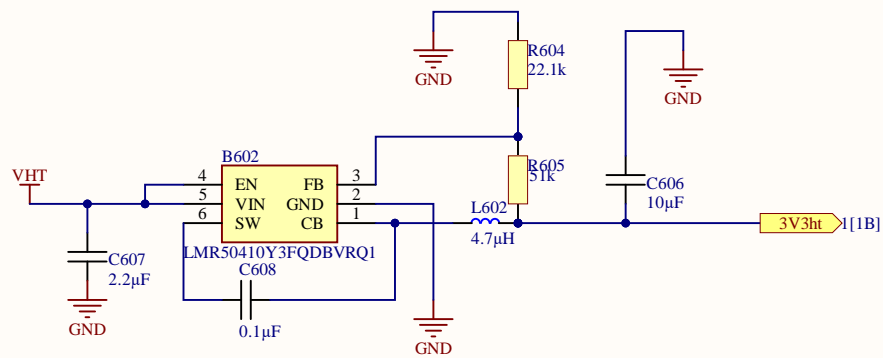 R604
22.1k
GND
GND
B602
R605
51k
VHT
4
EN
FB
3
C606
5
VIN
GND
2
10µF
6
SW
CB
1
L602
3V3ht
1[1B]
4.7µH
LMR50410Y3FQDBVRQ1
C607
C608
2.2µF
GND
0.1µF
GND